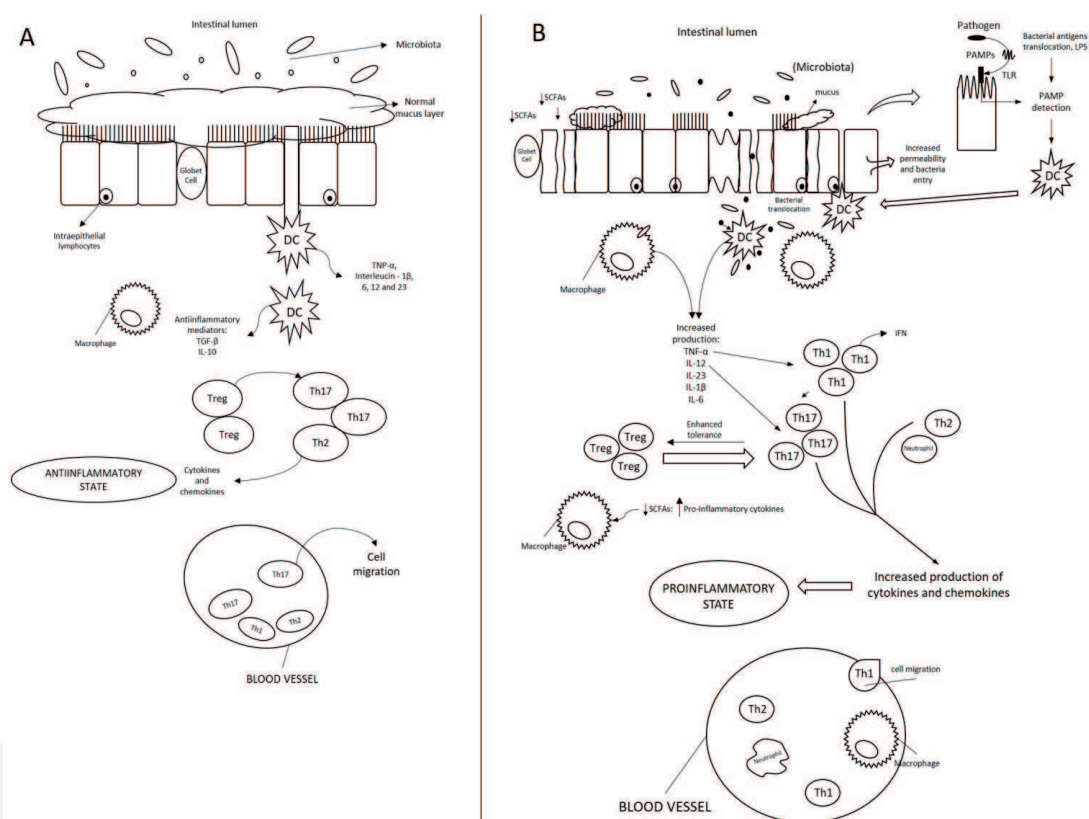 A
Intestinal lumen
Microbiota
Normal
mucus layer
Globet
Cell
Intraepithelial
lymphocytes
DC
TNP-α,
Interleucin - 1β,
6, 12 and 23
DC
Antiinflammatory
mediators:
TGF-β
IL-10
Macrophage
Treg
Treg
Th17
Th17
Th2
ANTIINFLAMMATORY
STATE
Cytokines
and
chemokines
Th17
Th17
Th1
Th2
Cell
migration
BLOOD VESSEL
B
Intestinal lumen
(Microbiota)
mucus
↓SCFAs
↓SCFAs
Globet
Cell
Pathogen
PAMPs
TLR
Bacterial antigens
translocation, LPS
PAMP
detection
DC
Increased
permeability
and bacteria
entry
Bacterial
translocation
DC
DC
Macrophage
Increased
production:
TNF-α
IL-12
IL-23
IL-1β
IL-6
Th1
Th1
Th1
IFN
Th17
Th17
Th17
Th2
Neutrophil
Enhanced
tolerance
Treg
Treg
Treg
↓SCFAs: ↑ Pro-inflammatory cytokines
Macrophage
Increased production of
cytokines and chemokines
PROINFLAMMATORY
STATE
Th1
cell migration
Th2
Neutrophil
Macrophage
Th1
BLOOD VESSEL